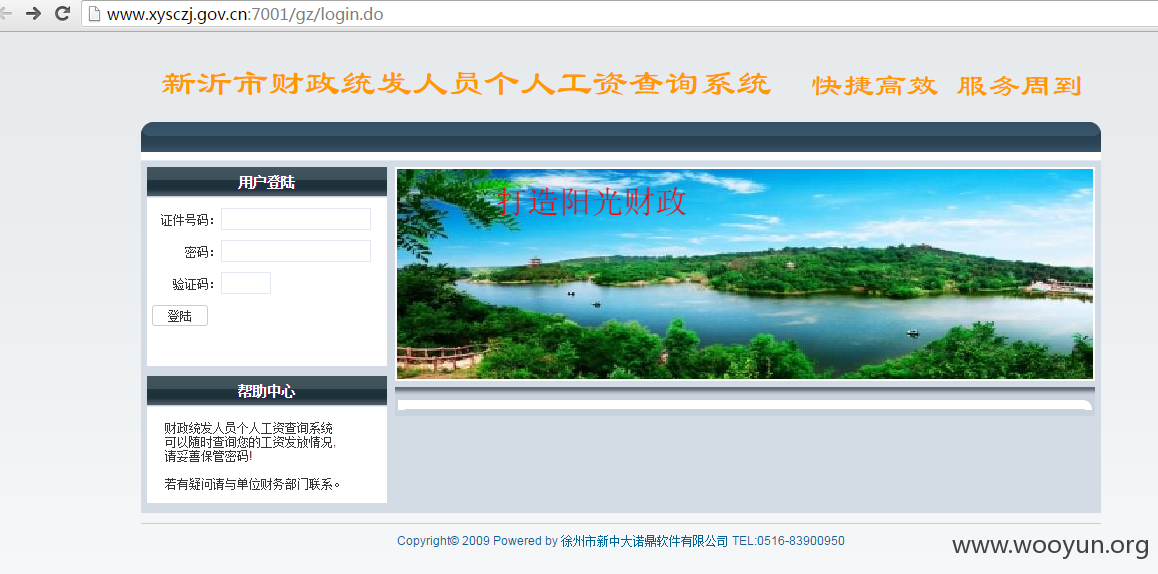 www.xysczj.gov.cn:7001/gz/login.do
新沂市财政统发人员个人工资查询系统 快捷高效 服务周到
用户登陆
证件号码：
密码：
验证码：
登陆
打造阳光财政
帮助中心
财政统发人员个人工资查询系统
可以随时查询您的工资发放情况,
请妥善保管密码!
若有疑问请与单位财务部门联系。
Copyright© 2009 Powered by 徐州市新中大诺鼎软件有限公司 TEL:0516-83900950
www.wooyun.org